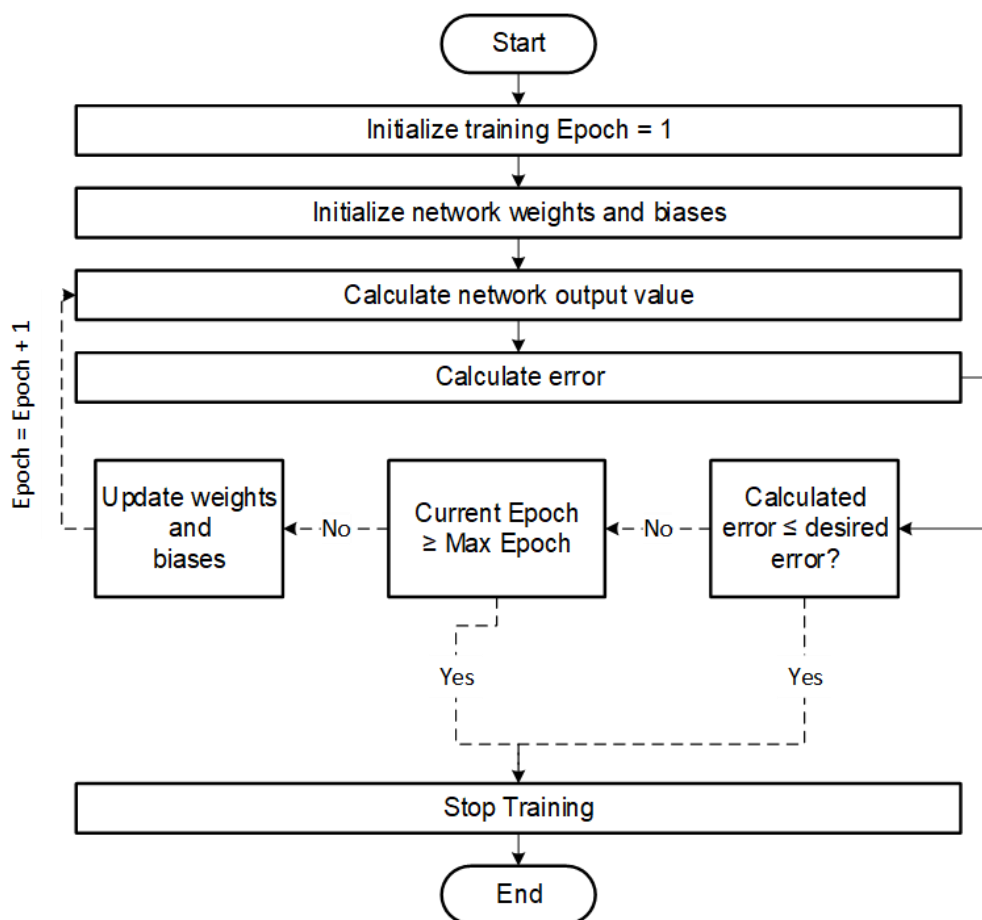 Start
Initialize training Epoch = 1
Initialize network weights and biases
Calculate network output value
Calculate error
Epoch = Epoch + 1
Update weights
and
biases
No
Current Epoch
≥ Max Epoch
No
Calculated
error ≤ desired
error?
Yes
Yes
Stop Training
End